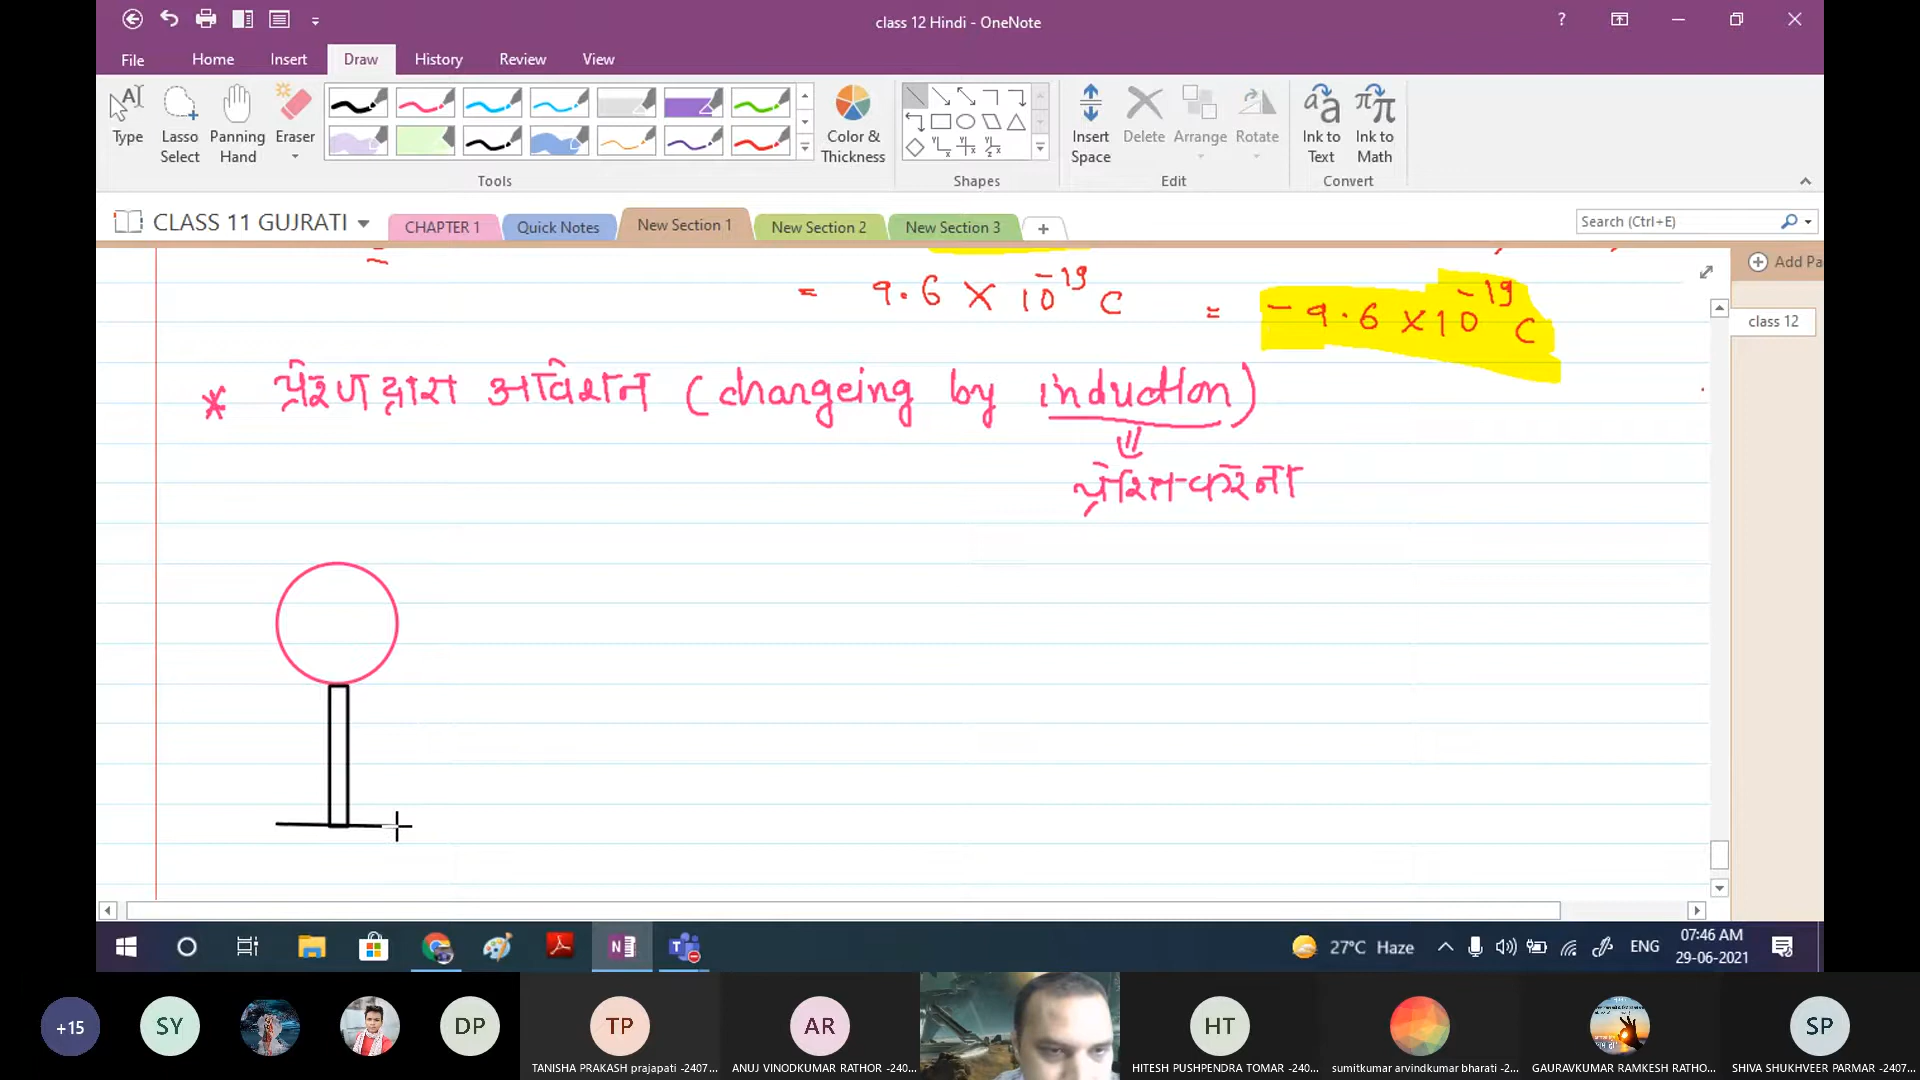 class 12 Hindi - OneNote
?
File Home Insert Draw History Review View
Type
Lasso Select
Panning Hand
Eraser
Color & Thickness
Insert Space
Delete
Arrange
Rotate
Ink to Text
Ink to Math
Tools
Shapes
Edit
Convert
CLASS 11 GUJRATI
CHAPTER 1
Quick Notes
New Section 1
New Section 2
New Section 3
Search (Ctrl+E)
Add Pa
class 12
= 9.6 × 10⁻¹⁹ C = -9.6 × 10⁻¹⁹ C
* प्रेरण द्वारा आवेशन (changeing by induction)
प्रेरित करना
27°C Haze
ENG
07:46 AM
29-06-2021
+15
SY
DP
TP
TANISHA PRAKASH prajapati -2407...
AR
ANUJ VINODKUMAR RATHOR -240...
HT
HITESH PUSHPENDRA TOMAR -240...
sumitkumar arvindkumar bharati -2...
GAURAVKUMAR RAMKESH RATHO...
SP
SHIVA SHUKHVEER PARMAR -2407...